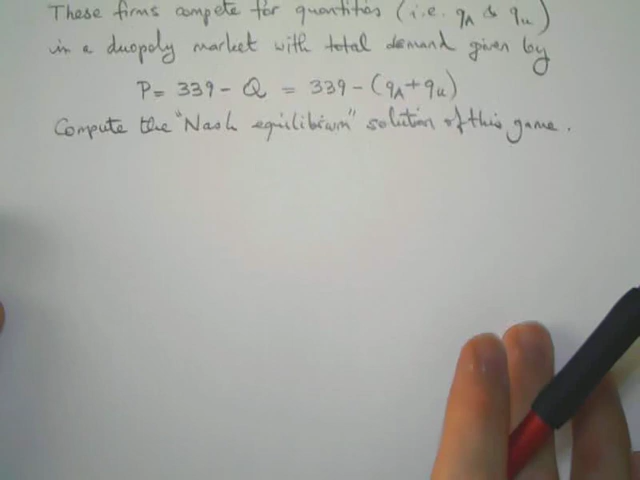 These firms compete for quantities (i.e. qA & qU)
in a duopoly market with total demand given by
P = 339 - Q = 339 - (qA + qU)
Compute the "Nash equilibrium" solution of this game.